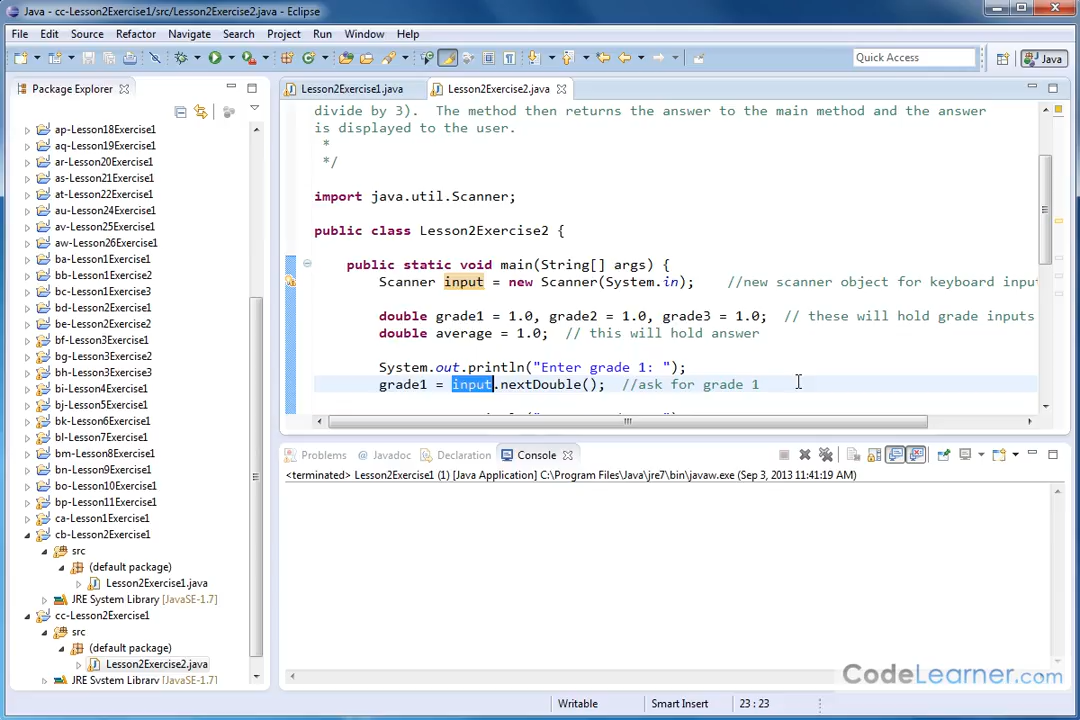 Java - cc-Lesson2Exercise1/src/Lesson2Exercise2.java - Eclipse
File Edit Source Refactor Navigate Search Project Run Window Help
Quick Access
Java
Package Explorer
ap-Lesson18Exercise1
aq-Lesson19Exercise1
ar-Lesson20Exercise1
as-Lesson21Exercise1
at-Lesson22Exercise1
au-Lesson24Exercise1
av-Lesson25Exercise1
aw-Lesson26Exercise1
ba-Lesson1Exercise1
bb-Lesson1Exercise2
bc-Lesson1Exercise3
bd-Lesson2Exercise1
be-Lesson2Exercise2
bf-Lesson3Exercise1
bg-Lesson3Exercise2
bh-Lesson3Exercise3
bi-Lesson4Exercise1
bj-Lesson5Exercise1
bk-Lesson6Exercise1
bl-Lesson7Exercise1
bm-Lesson8Exercise1
bn-Lesson9Exercise1
bo-Lesson10Exercise1
bp-Lesson11Exercise1
ca-Lesson1Exercise1
cb-Lesson2Exercise1
src
(default package)
Lesson2Exercise1.java
JRE System Library [JavaSE-1.7]
cc-Lesson2Exercise1
src
(default package)
Lesson2Exercise2.java
JRE System Library [JavaSE-1.7]
Lesson2Exercise1.java Lesson2Exercise2.java
divide by 3). The method then returns the answer to the main method and the answer
is displayed to the user.
*
*/
import java.util.Scanner;
public class Lesson2Exercise2 {
public static void main(String[] args) {
Scanner input = new Scanner(System.in); //new scanner object for keyboard input
double grade1 = 1.0, grade2 = 1.0, grade3 = 1.0; // these will hold grade inputs
double average = 1.0; // this will hold answer
System.out.println("Enter grade 1: ");
grade1 = input.nextDouble(); //ask for grade 1
Problems Javadoc Declaration Console
<terminated> Lesson2Exercise1 (1) [Java Application] C:\Program Files\Java\jre7\bin\javaw.exe (Sep 3, 2013 11:41:19 AM)
CodeLearner.com
Writable Smart Insert 23 : 23